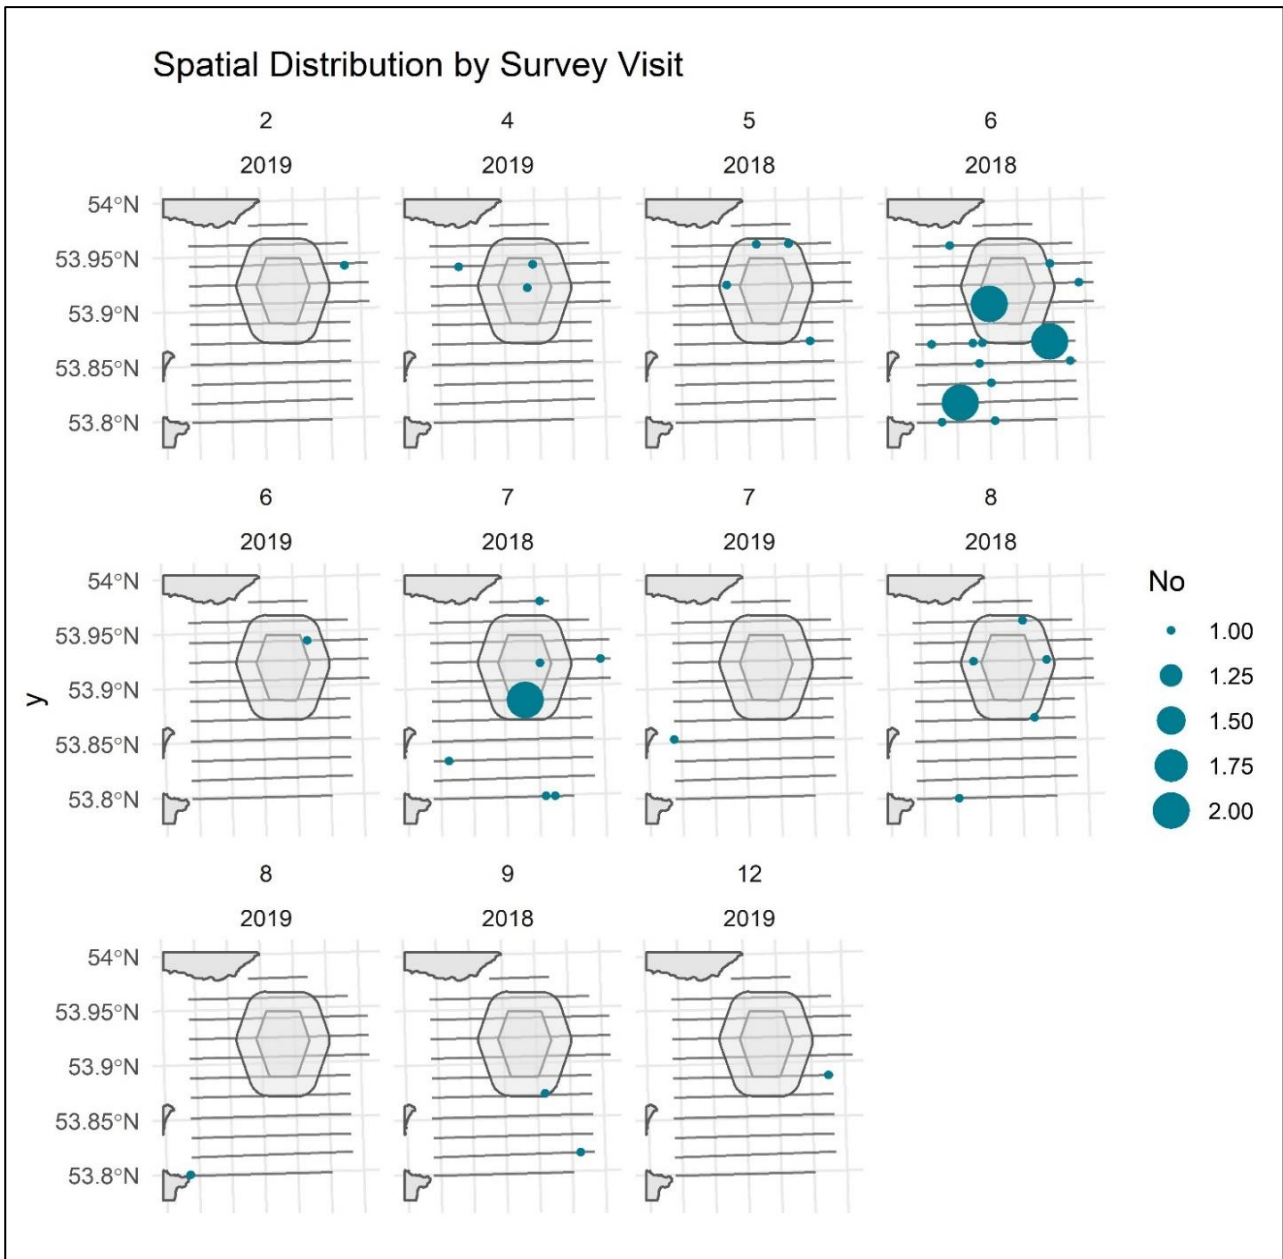 Spatial Distribution by Survey Visit
2 4 5 6
2019 2019 2018 2018
54°N
53.95°N
53.9°N
53.85°N
53.8°N
6 7 7 8
2019 2018 2019 2018
54°N
53.95°N
53.9°N
53.85°N
53.8°N
y
No
1.00
1.25
1.50
1.75
2.00
8 9 12
2019 2018 2019
54°N
53.95°N
53.9°N
53.85°N
53.8°N